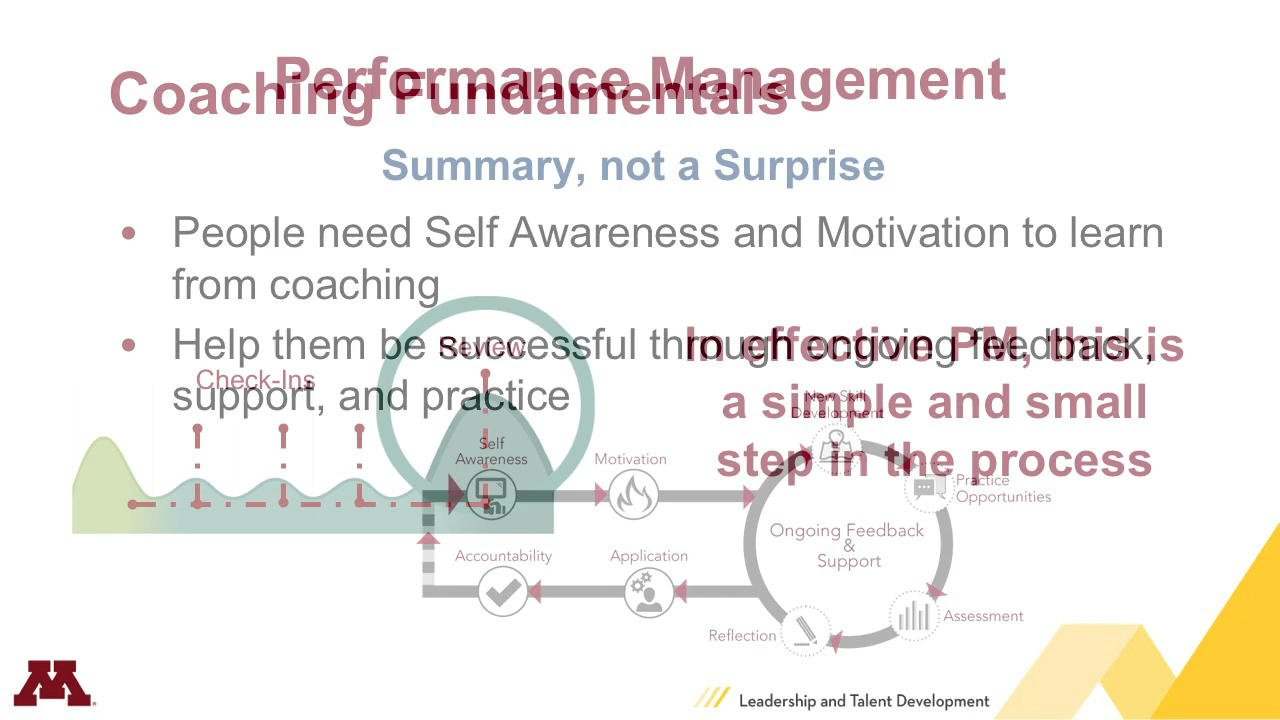 Performance Management
Coaching Fundamentals
Summary, not a Surprise
• People need Self Awareness and Motivation to learn
from coaching
• Help them be successful through ongoing feedback,
support, and practice
Review
Check-Ins
In effective PM, this is
a simple and small
step in the process
New Skill
Development
Self
Awareness
Motivation
Practice
Opportunities
Ongoing Feedback
&
Support
Accountability
Application
Assessment
Reflection
M
Leadership and Talent Development